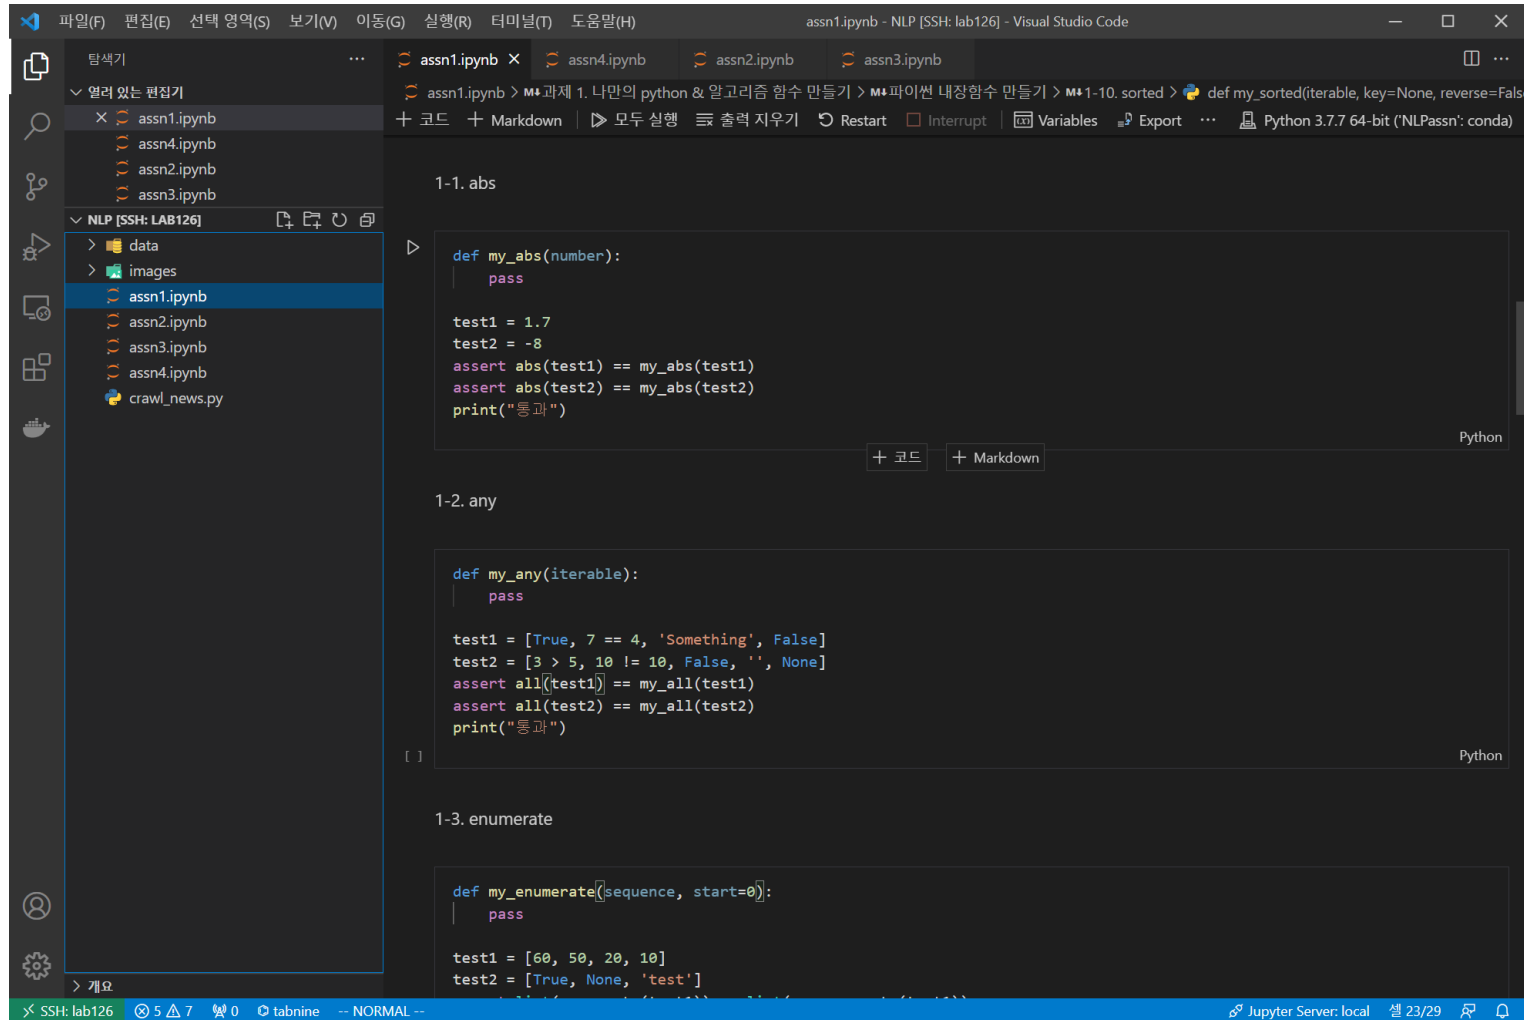 파일(F) 편집(E) 선택 영역(S) 보기(V) 이동(G) 실행(R) 터미널(T) 도움말(H) assn1.ipynb - NLP [SSH: lab126] - Visual Studio Code
탐색기
열려 있는 편집기
assn1.ipynb
assn4.ipynb
assn2.ipynb
assn3.ipynb
NLP [SSH: LAB126]
data
images
assn1.ipynb
assn2.ipynb
assn3.ipynb
assn4.ipynb
crawl_news.py
개요
assn1.ipynb assn4.ipynb assn2.ipynb assn3.ipynb
assn1.ipynb > M↓과제 1. 나만의 python & 알고리즘 함수 만들기 > M↓파이썬 내장함수 만들기 > M↓1-10. sorted > def my_sorted(iterable, key=None, reverse=Fals
코드 Markdown 모두 실행 출력 지우기 Restart Interrupt Variables Export Python 3.7.7 64-bit ('NLPassn': conda)
1-1. abs
def my_abs(number):
pass
test1 = 1.7
test2 = -8
assert abs(test1) == my_abs(test1)
assert abs(test2) == my_abs(test2)
print("통과")
Python
+ 코드 + Markdown
1-2. any
def my_any(iterable):
pass
test1 = [True, 7 == 4, 'Something', False]
test2 = [3 > 5, 10 != 10, False, '', None]
assert all(test1) == my_all(test1)
assert all(test2) == my_all(test2)
print("통과")
[ ]
Python
1-3. enumerate
def my_enumerate(sequence, start=0):
pass
test1 = [60, 50, 20, 10]
test2 = [True, None, 'test']
SSH: lab126 5 7 0 tabnine -- NORMAL -- Jupyter Server: local 셀 23/29